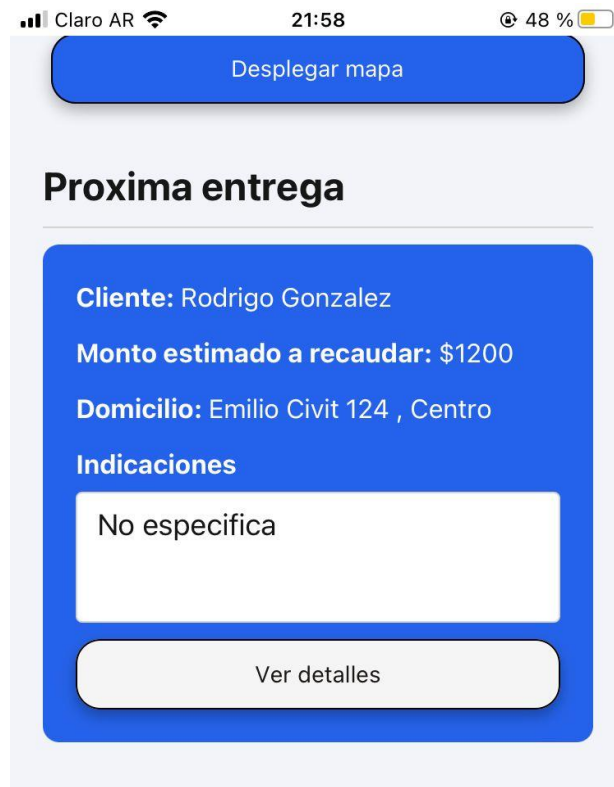 Claro AR 21:58 48 %
Desplegar mapa
Proxima entrega
Cliente: Rodrigo Gonzalez
Monto estimado a recaudar: $1200
Domicilio: Emilio Civit 124 , Centro
Indicaciones
No especifica
Ver detalles